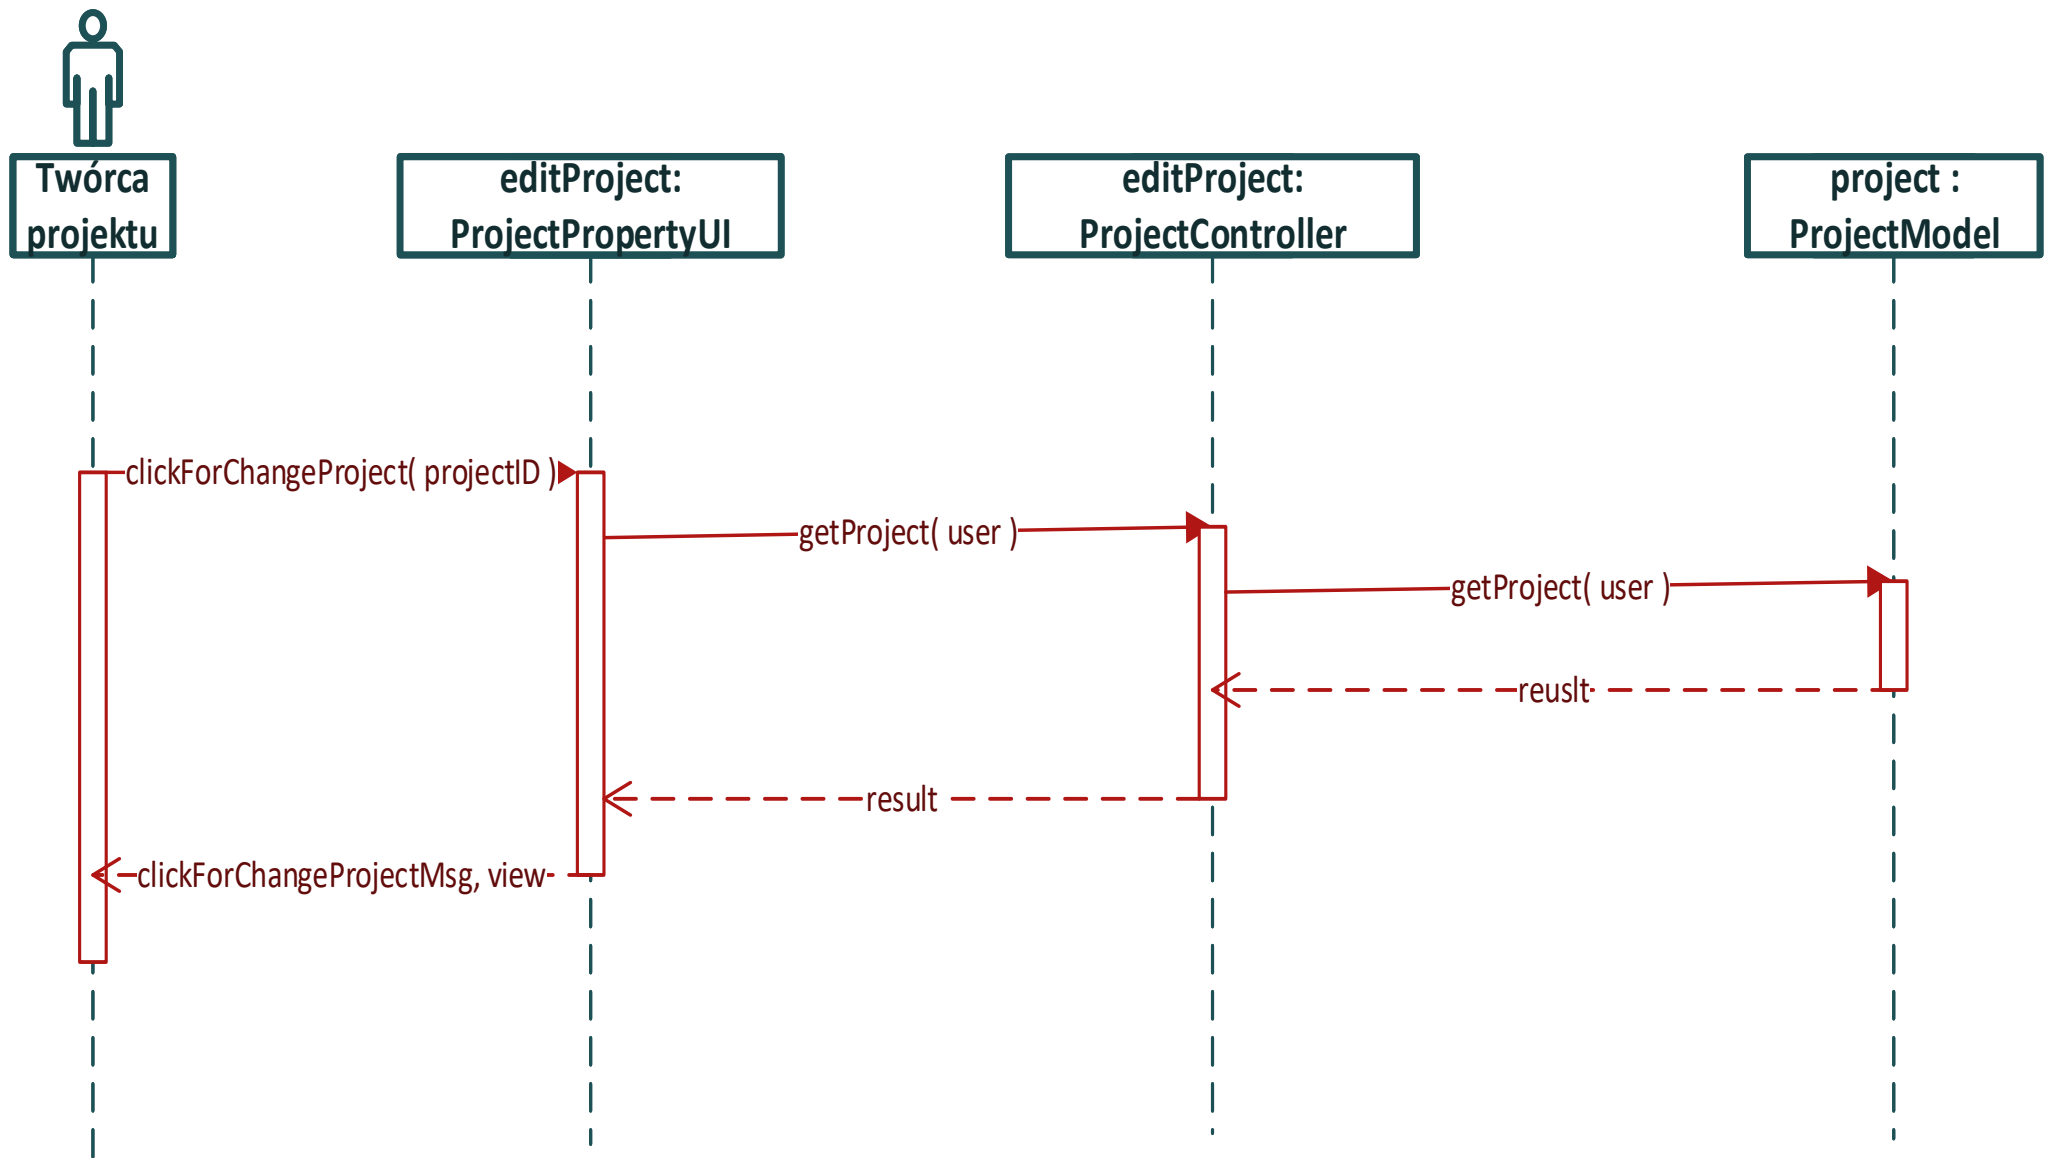 Twórca
projektu
editProject:
ProjectPropertyUI
editProject:
ProjectController
project :
ProjectModel
clickForChangeProject( projectID )
getProject( user )
getProject( user )
reuslt
result
clickForChangeProjectMsg, view